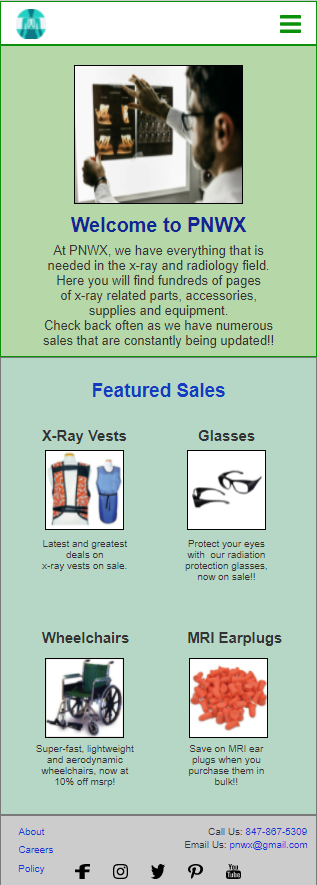 Welcome to PNWX
At PNWX, we have everything that is
needed in the x-ray and radiology field.
Here you will find fundreds of pages
of x-ray related parts, accessories,
supplies and equipment.
Check back often as we have numerous
sales that are constantly being updated!!
Featured Sales
X-Ray Vests
Latest and greatest
deals on
x-ray vests on sale.
Glasses
Protect your eyes
with our radiation
protection glasses,
now on sale!!
Wheelchairs
Super-fast, lightweight
and aerodynamic
wheelchairs, now at
10% off msrp!
MRI Earplugs
Save on MRI ear
plugs when you
purchase them in
bulk!!
About
Careers
Policy
Call Us: 847-867-5309
Email Us: pnwx@gmail.com
You
Tube